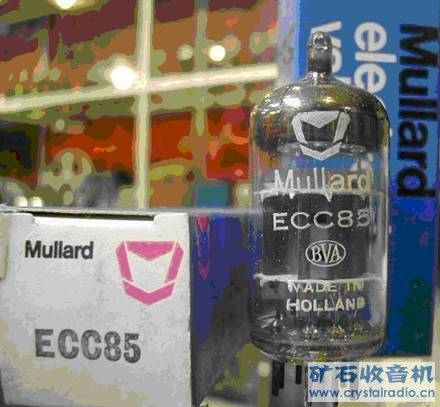 Mullard
ECC85
Mullard
ECC85
BVA
MADE IN
HOLLAND
Mullard
ele
va
矿石收音机
www.crystalradio.cn